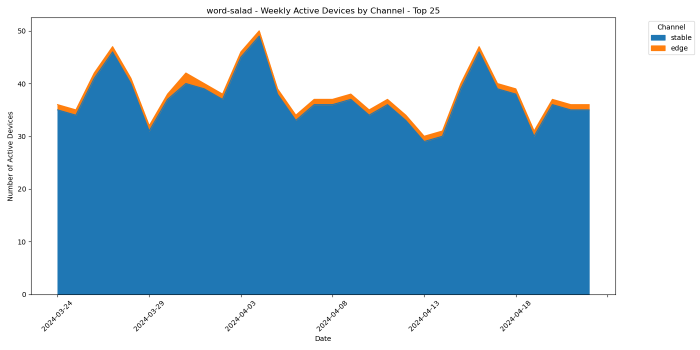 word-salad - Weekly Active Devices by Channel - Top 25
Channel
stable
edge
Number of Active Devices
50
40
30
20
10
0
2024-03-24
2024-03-29
2024-04-03
2024-04-08
2024-04-13
2024-04-18
Date